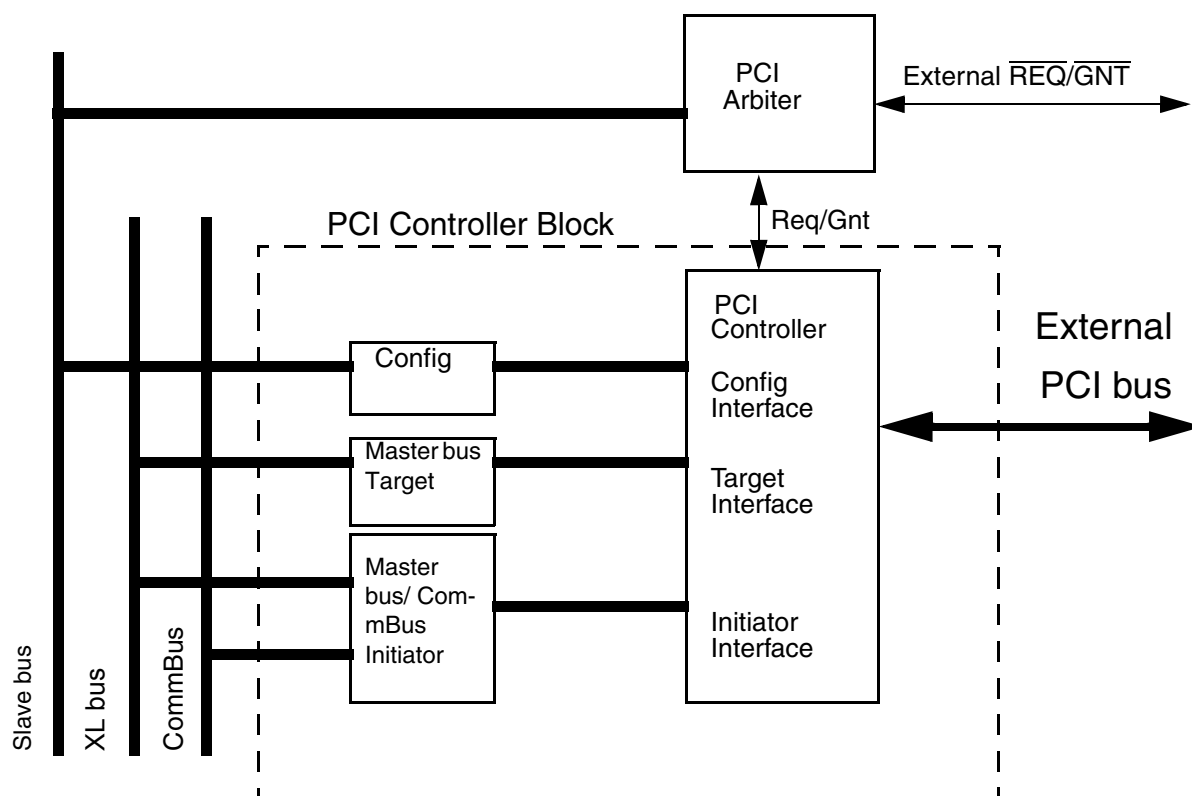 PCI
Arbiter
External REQ/GNT
PCI Controller Block
Req/Gnt
PCI
Controller
Config
Interface
Target
Interface
Initiator
Interface
Config
Master bus
Target
Master
bus/ Com-
mBus
Initiator
External
PCI bus
Slave bus
XL bus
CommBus